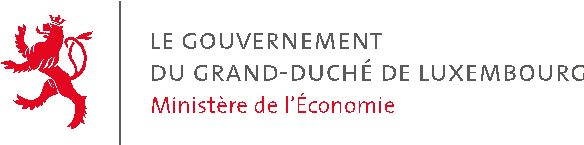 LE GOUVERNEMENT
DU GRAND-DUCHÉ DE LUXEMBOURG
Ministère de l'Économie